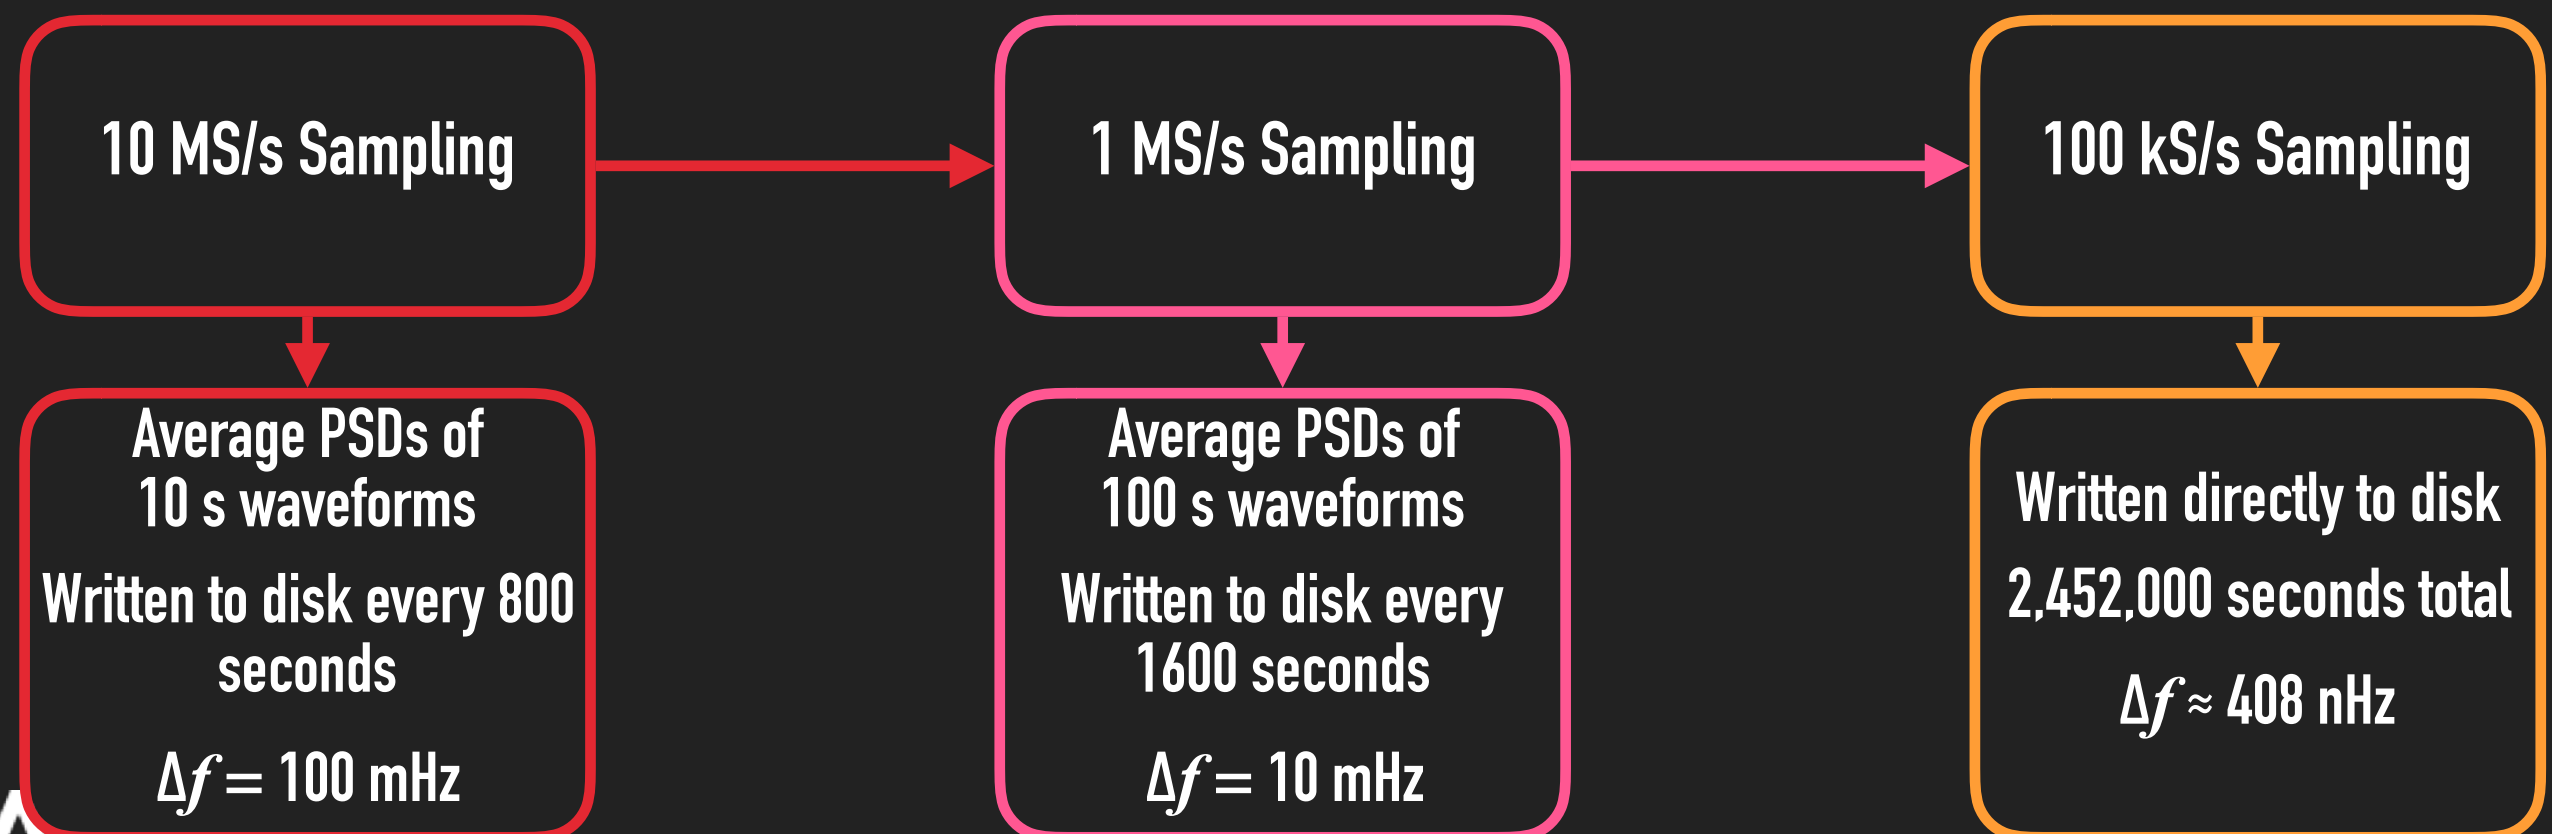 10 MS/s Sampling
1 MS/s Sampling
100 kS/s Sampling
Average PSDs of
10 s waveforms
Written to disk every 800
seconds
Δf = 100 mHz
Average PSDs of
100 s waveforms
Written to disk every
1600 seconds
Δf = 10 mHz
Written directly to disk
2,452,000 seconds total
Δf ≈ 408 nHz